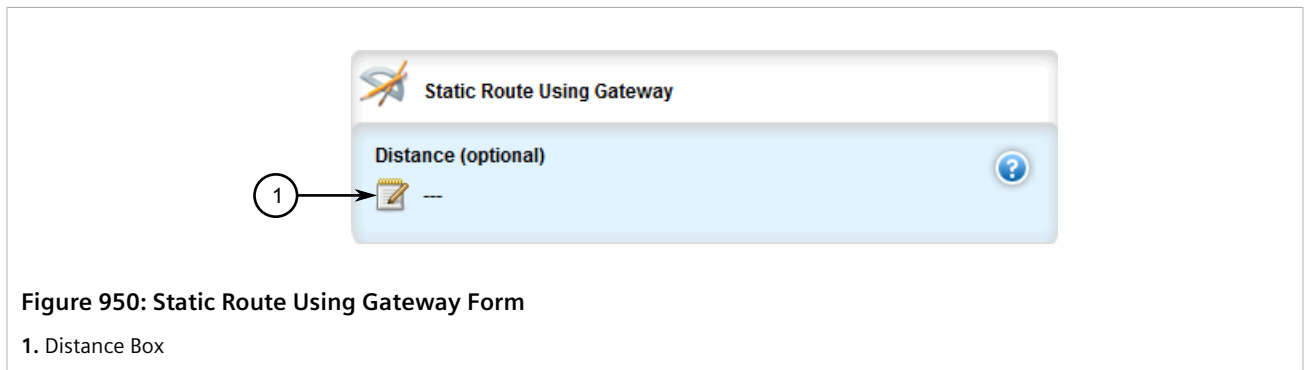 Static Route Using Gateway
Distance (optional)
?
1
---
Figure 950: Static Route Using Gateway Form
1. Distance Box